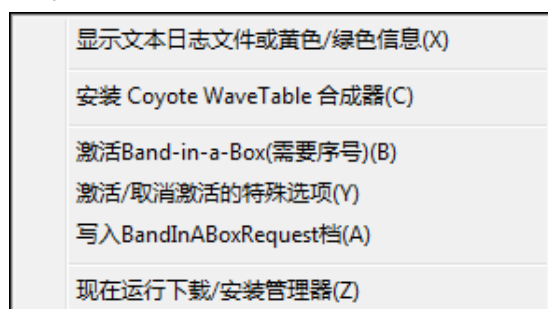 显示文本日志文件或黄色/绿色信息(X)
安装 Coyote WaveTable 合成器(C)
激活Band-in-a-Box(需要序号)(B)
激活/取消激活的特殊选项(Y)
写入BandInABoxRequest档(A)
现在运行下载/安装管理器(Z)